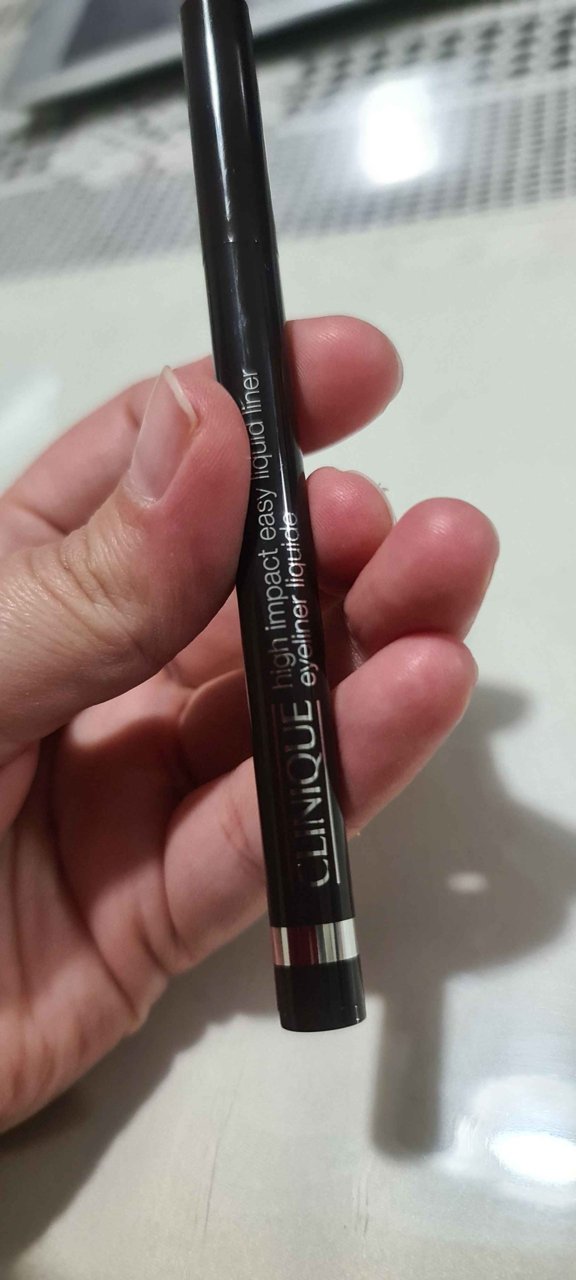 CLINIQUE
high impact easy liquid liner
eyeliner liquide